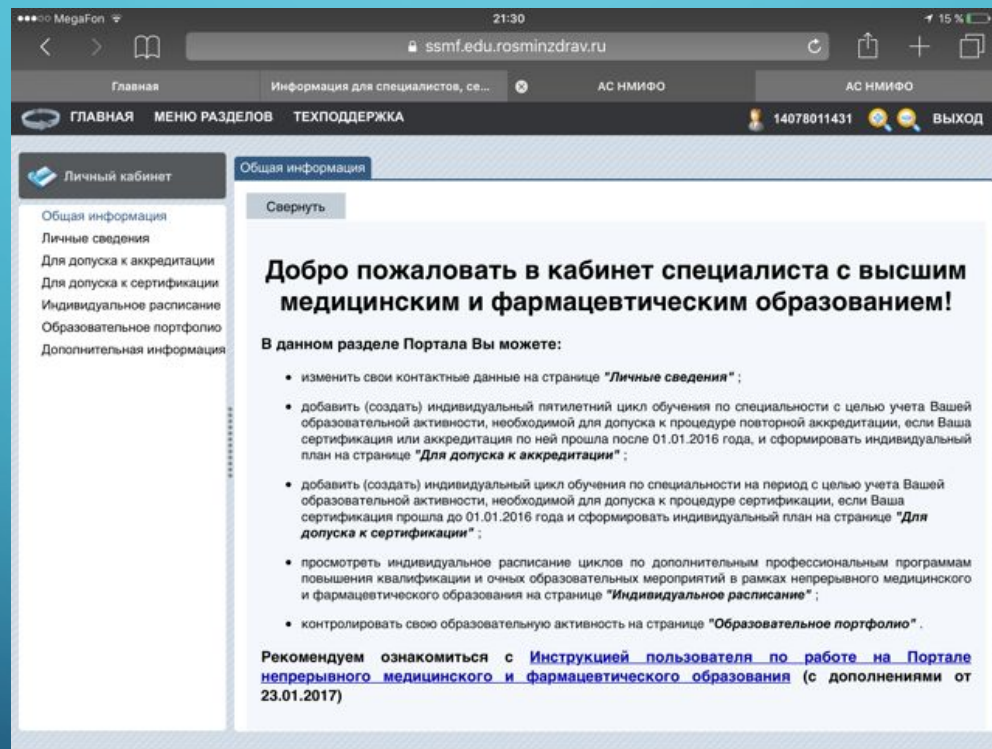 MegaFon
21:30
15 %
ssmf.edu.rosminzdrav.ru
Главная
Информация для специалистов, се...
АС НМИФО
АС НМИФО
ГЛАВНАЯ МЕНЮ РАЗДЕЛОВ ТЕХПОДДЕРЖКА
14078011431
ВЫХОД
Личный кабинет
Общая информация
Личные сведения
Для допуска к аккредитации
Для допуска к сертификации
Индивидуальное расписание
Образовательное портфолио
Дополнительная информация
Общая информация
Свернуть
Добро пожаловать в кабинет специалиста с высшим
медицинским и фармацевтическим образованием!
В данном разделе Портала Вы можете:
• изменить свои контактные данные на странице "Личные сведения" ;
• добавить (создать) индивидуальный пятилетний цикл обучения по специальности с целью учета Вашей
образовательной активности, необходимой для допуска к процедуре повторной аккредитации, если Ваша
сертификация или аккредитация по ней прошла после 01.01.2016 года, и сформировать индивидуальный
план на странице "Для допуска к аккредитации" ;
• добавить (создать) индивидуальный цикл обучения по специальности на период с целью учета Вашей
образовательной активности, необходимой для допуска к процедуре сертификации, если Ваша
сертификация прошла до 01.01.2016 года и сформировать индивидуальный план на странице "Для
допуска к сертификации" ;
• просмотреть индивидуальное расписание циклов по дополнительным профессиональным программам
повышения квалификации и очных образовательных мероприятий в рамках непрерывного медицинского
и фармацевтического образования на странице "Индивидуальное расписание" ;
• контролировать свою образовательную активность на странице "Образовательное портфолио" .
Рекомендуем ознакомиться с Инструкцией пользователя по работе на Портале
непрерывного медицинского и фармацевтического образования (с дополнениями от
23.01.2017)